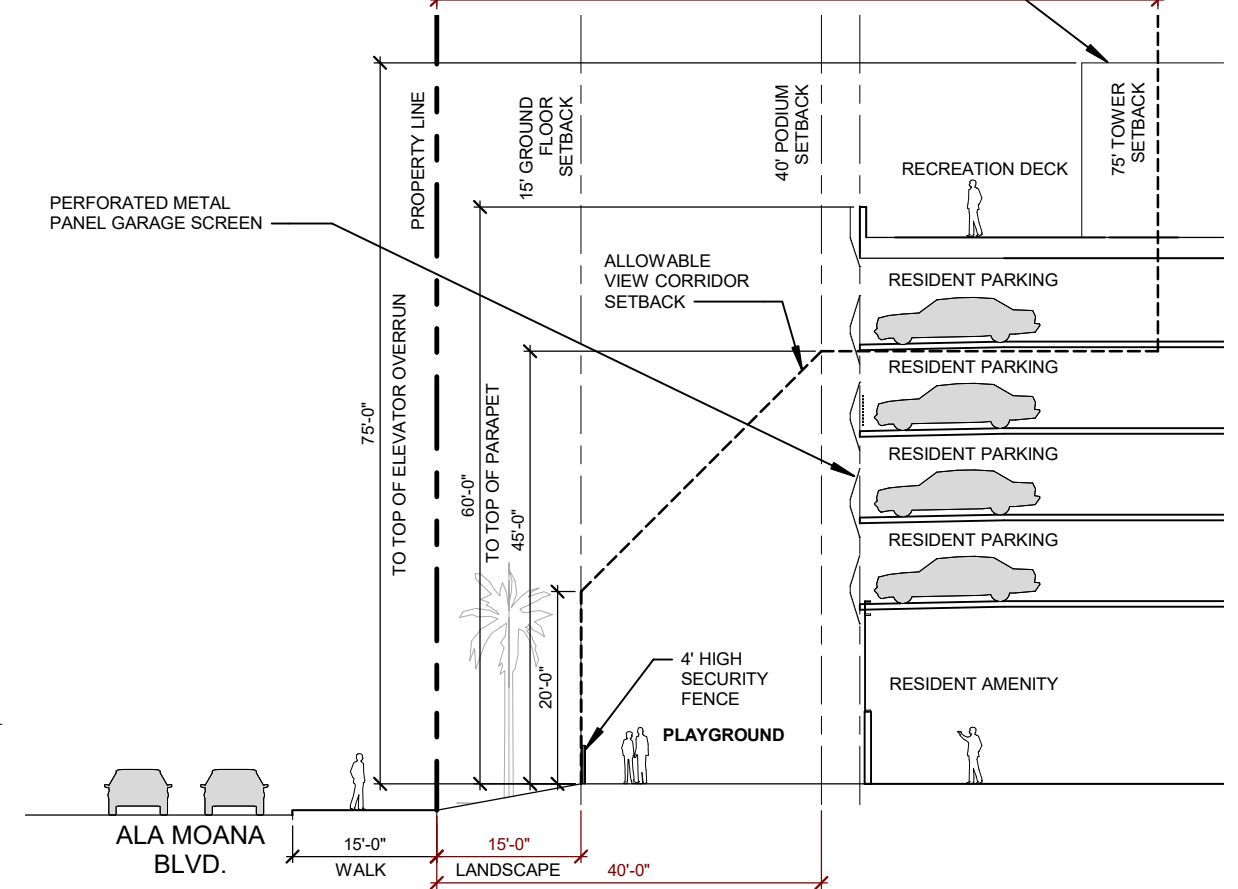 PROPERTY LINE
15' GROUND
FLOOR
SETBACK
40' PODIUM
SETBACK
75' TOWER
SETBACK
RECREATION DECK
PERFORATED METAL
PANEL GARAGE SCREEN
ALLOWABLE
VIEW CORRIDOR
SETBACK
RESIDENT PARKING
RESIDENT PARKING
RESIDENT PARKING
RESIDENT PARKING
75'-0"
TO TOP OF ELEVATOR OVERRUN
60'-0"
TO TOP OF PARAPET
45'-0"
20'-0"
4' HIGH
SECURITY
FENCE
RESIDENT AMENITY
PLAYGROUND
ALA MOANA
BLVD.
15'-0"
WALK
15'-0"
LANDSCAPE
40'-0"